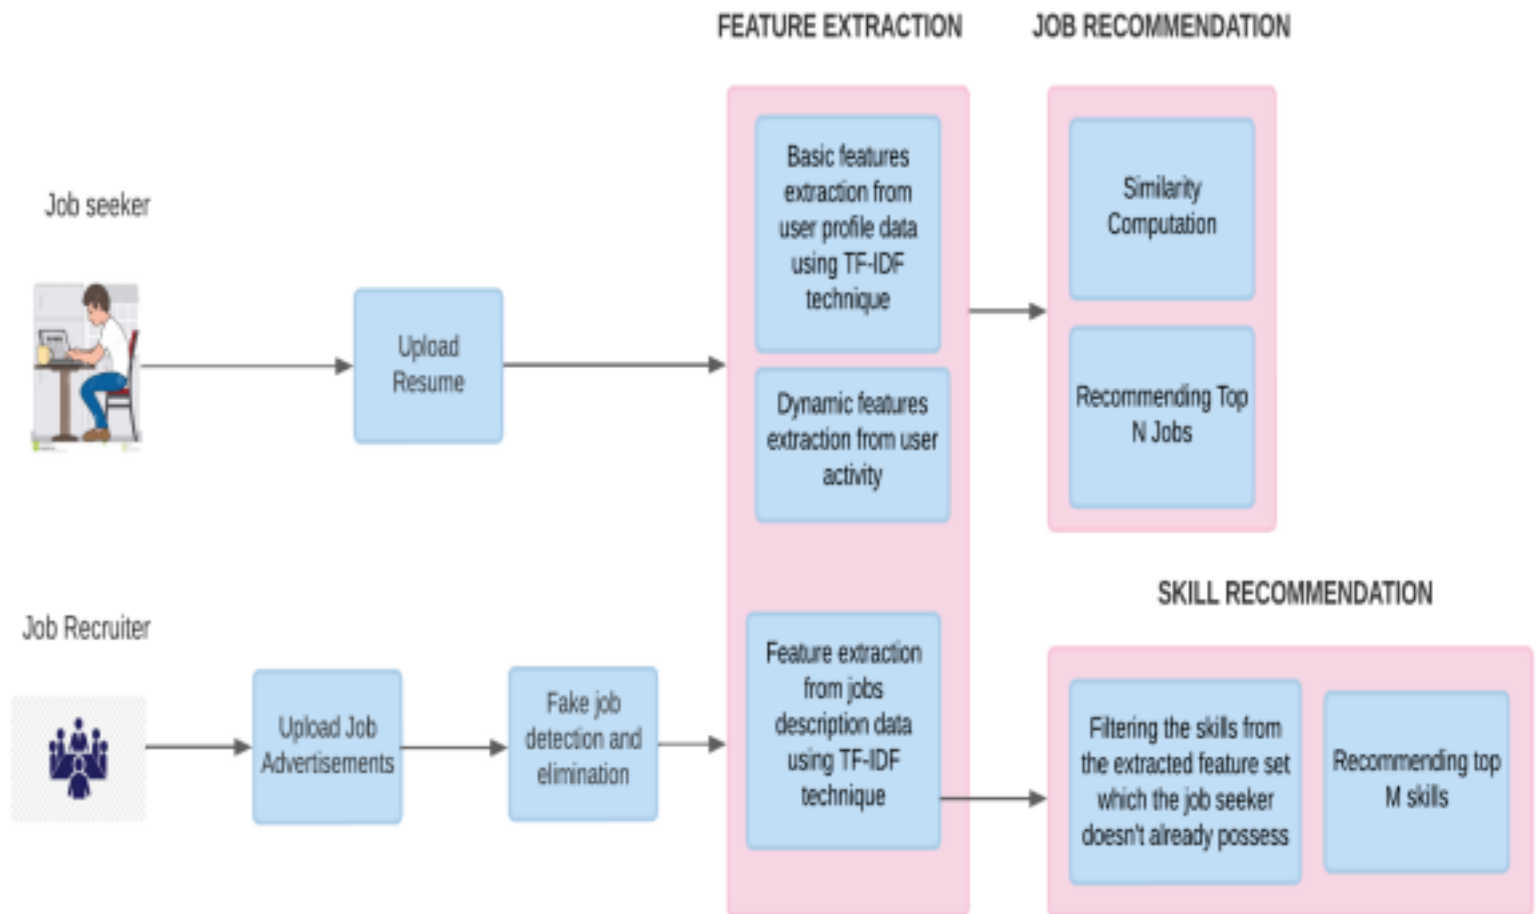 FEATURE EXTRACTION
JOB RECOMMENDATION
Job seeker
Upload
Resume
Basic features
extraction from
user profile data
using TF-IDF
technique
Dynamic features
extraction from user
activity
Similarity
Computation
Recommending Top
N Jobs
Job Recruiter
Upload Job
Advertisements
Fake job
detection and
elimination
Feature extraction
from jobs
description data
using TF-IDF
technique
SKILL RECOMMENDATION
Filtering the skills from
the extracted feature set
which the job seeker
doesn't already possess
Recommending top
M skills